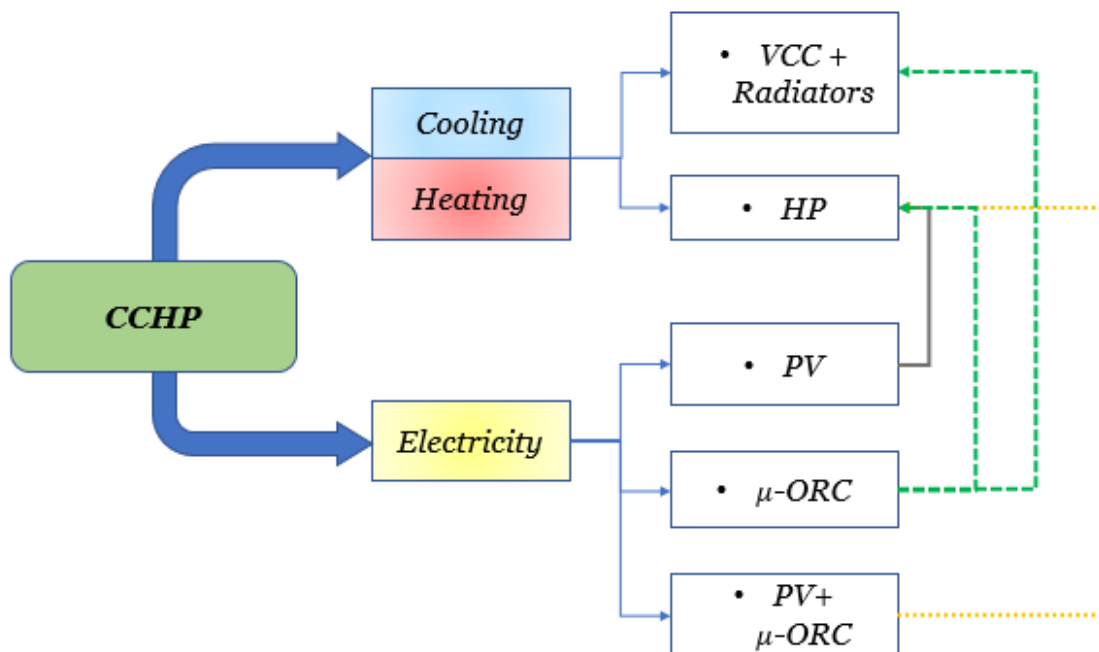 • VCC +
Radiators
Cooling
Heating
• HP
CCHP
• PV
Electricity
• μ-ORC
• PV+
μ-ORC